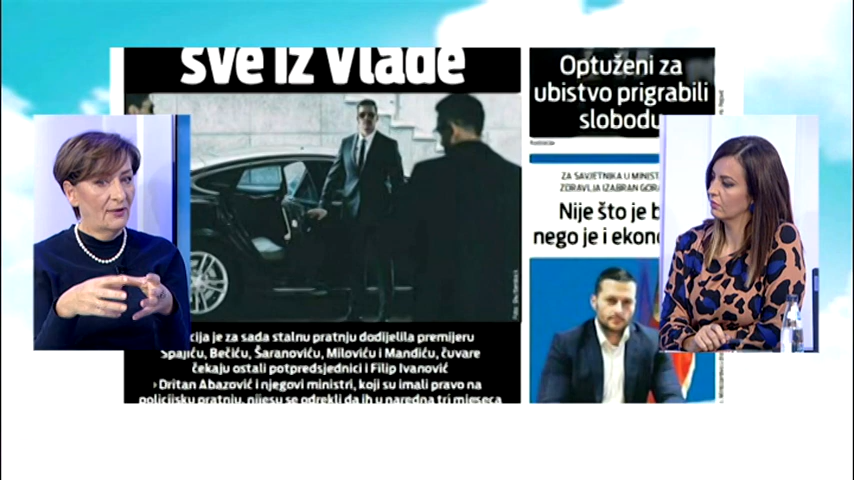 sve iz Vlade
cija je za sada stalnu pratnju dodijelila premijeru
Spajiću, Bečiću, Šaranoviću, Miloviću i Mandiću, čuvare
čekaju ostali potpredsjednici i Filip Ivanović
Dritan Abazović i njegovi ministri, koji su imali pravo na
policijsku pratnju, nijesu se odrekli da ih u naredna tri mjeseca
Optuženi za
ubistvo prigrabili
slobodu
ZA SAVJETNIKA U MINIST
ZDRAVLJA IZABRAN GORA
Nije što je b
nego je i ekono